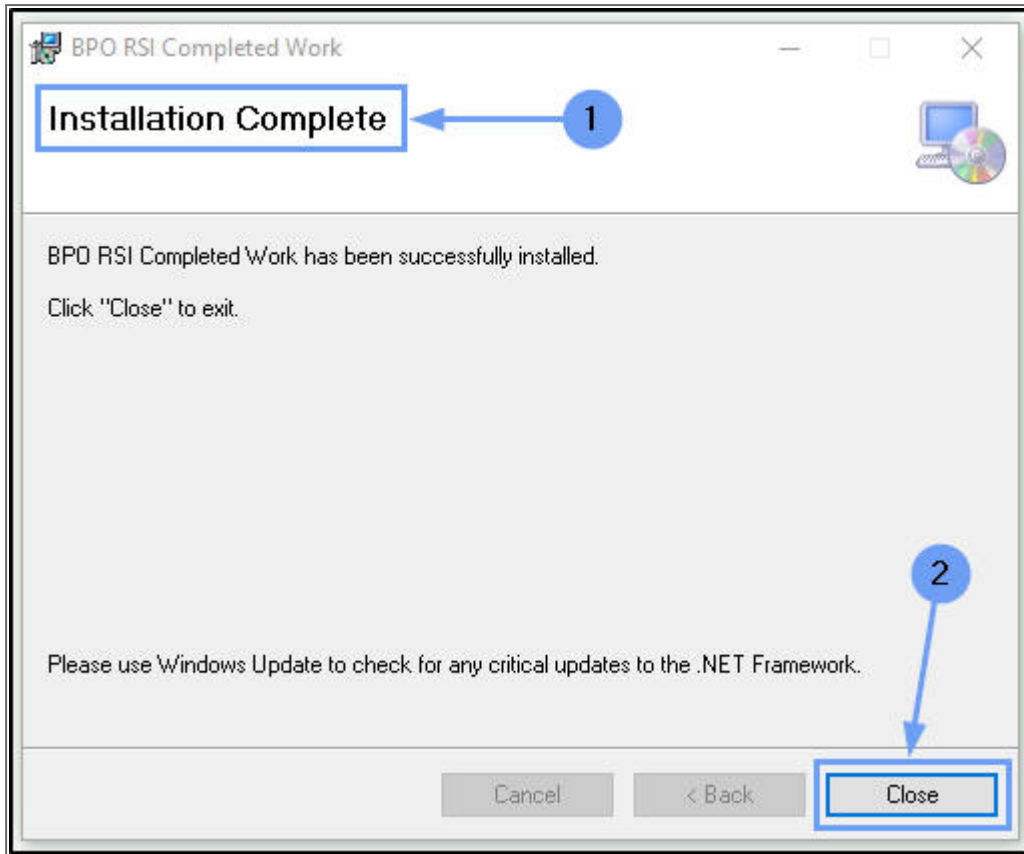 BPO RSI Completed Work
Installation Complete
1
BPO RSI Completed Work has been successfully installed.
Click "Close" to exit.
2
Please use Windows Update to check for any critical updates to the .NET Framework.
Cancel
< Back
Close